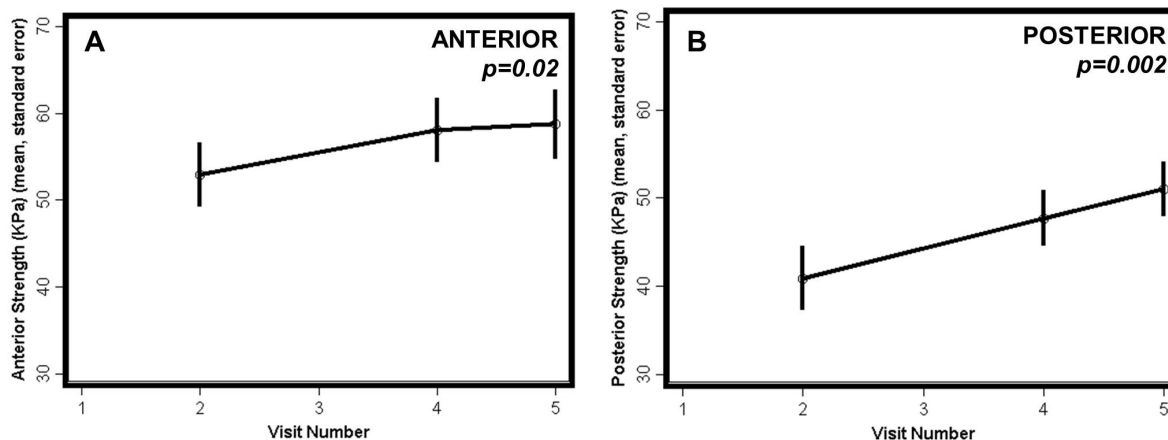 A
ANTERIOR
p=0.02
Anterior Strength (KPa) (mean, standard error)
70
60
50
40
30
1 2 3 4 5
Visit Number
B
POSTERIOR
p=0.002
Posterior Strength (KPa) (mean, standard error)
70
60
50
40
30
1 2 3 4 5
Visit Number